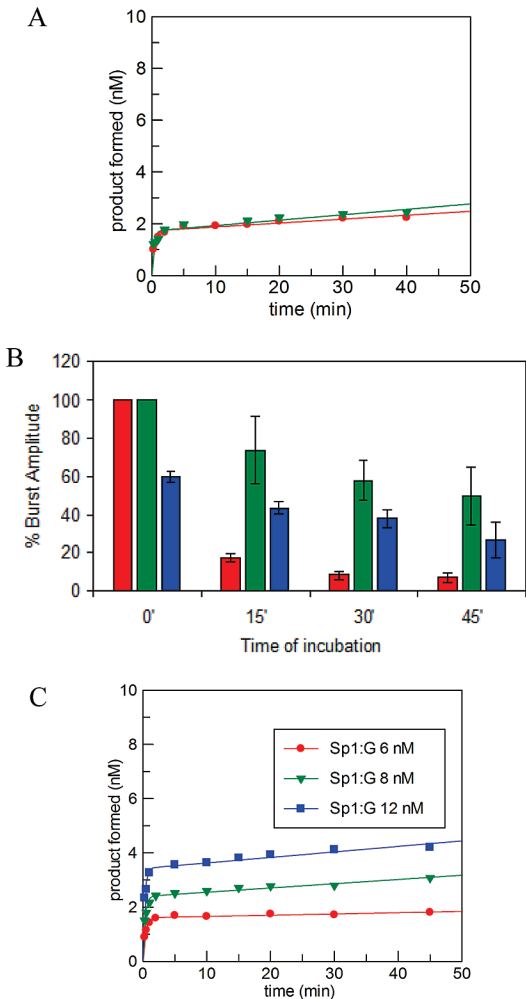 A
10
8
6
4
2
0
product formed (nM)
0 10 20 30 40 50
time (min)
B
120
100
80
60
40
20
0
% Burst Amplitude
0' 15' 30' 45'
Time of incubation
C
10
8
6
4
2
0
product formed (nM)
Sp1:G 6 nM
Sp1:G 8 nM
Sp1:G 12 nM
0 10 20 30 40 50
time (min)